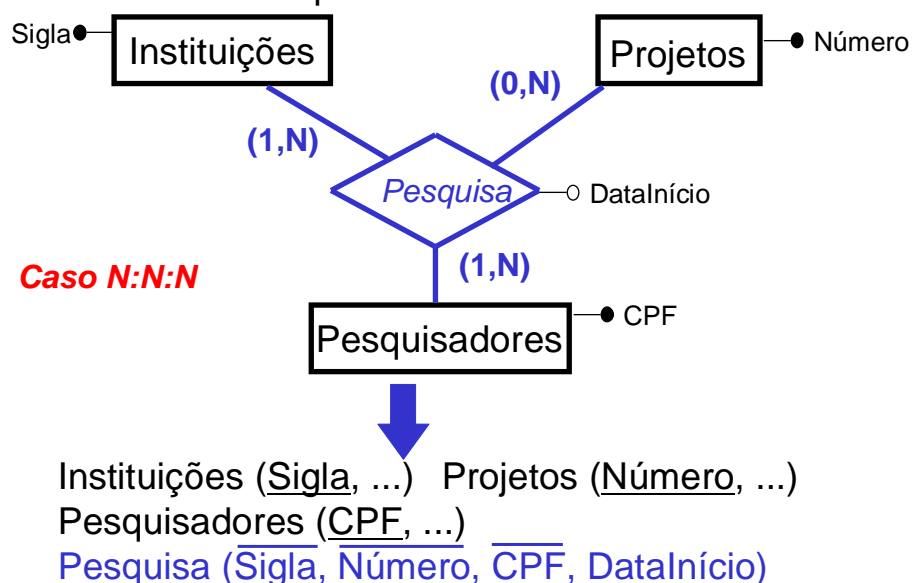 Sigla
Instituições
Projetos
Número
(0,N)
(1,N)
Pesquisa
DataInício
Caso N:N:N
(1,N)
Pesquisadores
CPF
Instituições (Sigla, ...) Projetos (Número, ...)
Pesquisadores (CPF, ...)
Pesquisa (Sigla, Número, CPF, DataInício)